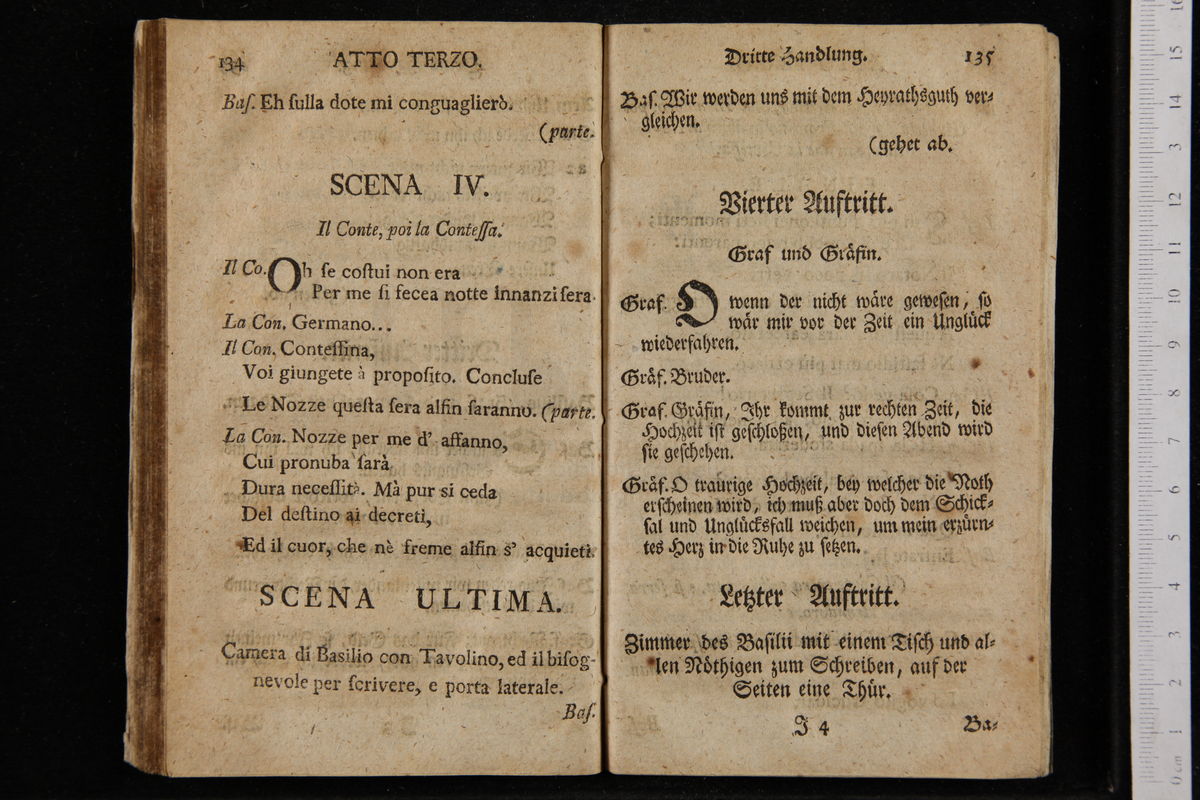 134 ATTO TERZO.
Baſ. Eh ſulla dote mi conguaglierò.
(parte.
SCENA IV.
Il Conte, poi la Conteſſa.
Il Co. Oh ſe coſtui non era
Per me ſi fecea notte innanzi ſera.
La Con. Germano...
Il Con. Conteſſina,
Voi giungete à propoſito. Concluſe
Le Nozze queſta ſera alfin ſaranno. (parte.
La Con. Nozze per me d' affanno,
Cui pronuba ſarà
Dura neceſſità. Mà pur si ceda
Del deſtino ai decreti,
Ed il cuor, che nè freme alfin s' acquieti.
SCENA ULTIMA.
Camera di Baſilio con Tavolino, ed il biſog-
nevole per ſcrivere, e porta laterale.
Baſ.
Dritte Handlung. 135
Baſ. Wir werden uns mit dem Heyrathsguth ver-
gleichen.
(gehet ab.
Vierter Auftritt.
Graf und Gräfin.
Graf. O wenn der nicht wäre geweſen, ſo
wär mir vor der Zeit ein Unglück
wiederfahren.
Gräf. Bruder.
Graf. Gräfin, Ihr kommt zur rechten Zeit, die
Hochzeit iſt geſchloßen, und dieſen Abend wird
ſie geſchehen.
Gräf. O traurige Hochzeit, bey welcher die Noth
erſcheinen wird, ich muß aber doch dem Schick-
ſal und Unglücksfall weichen, um mein erzürn-
tes Herz in die Ruhe zu ſetzen.
Letzter Auftritt.
Zimmer des Baſilii mit einem Tiſch und al-
len Nöthigen zum Schreiben, auf der
Seiten eine Thür.
J 4 Ba-